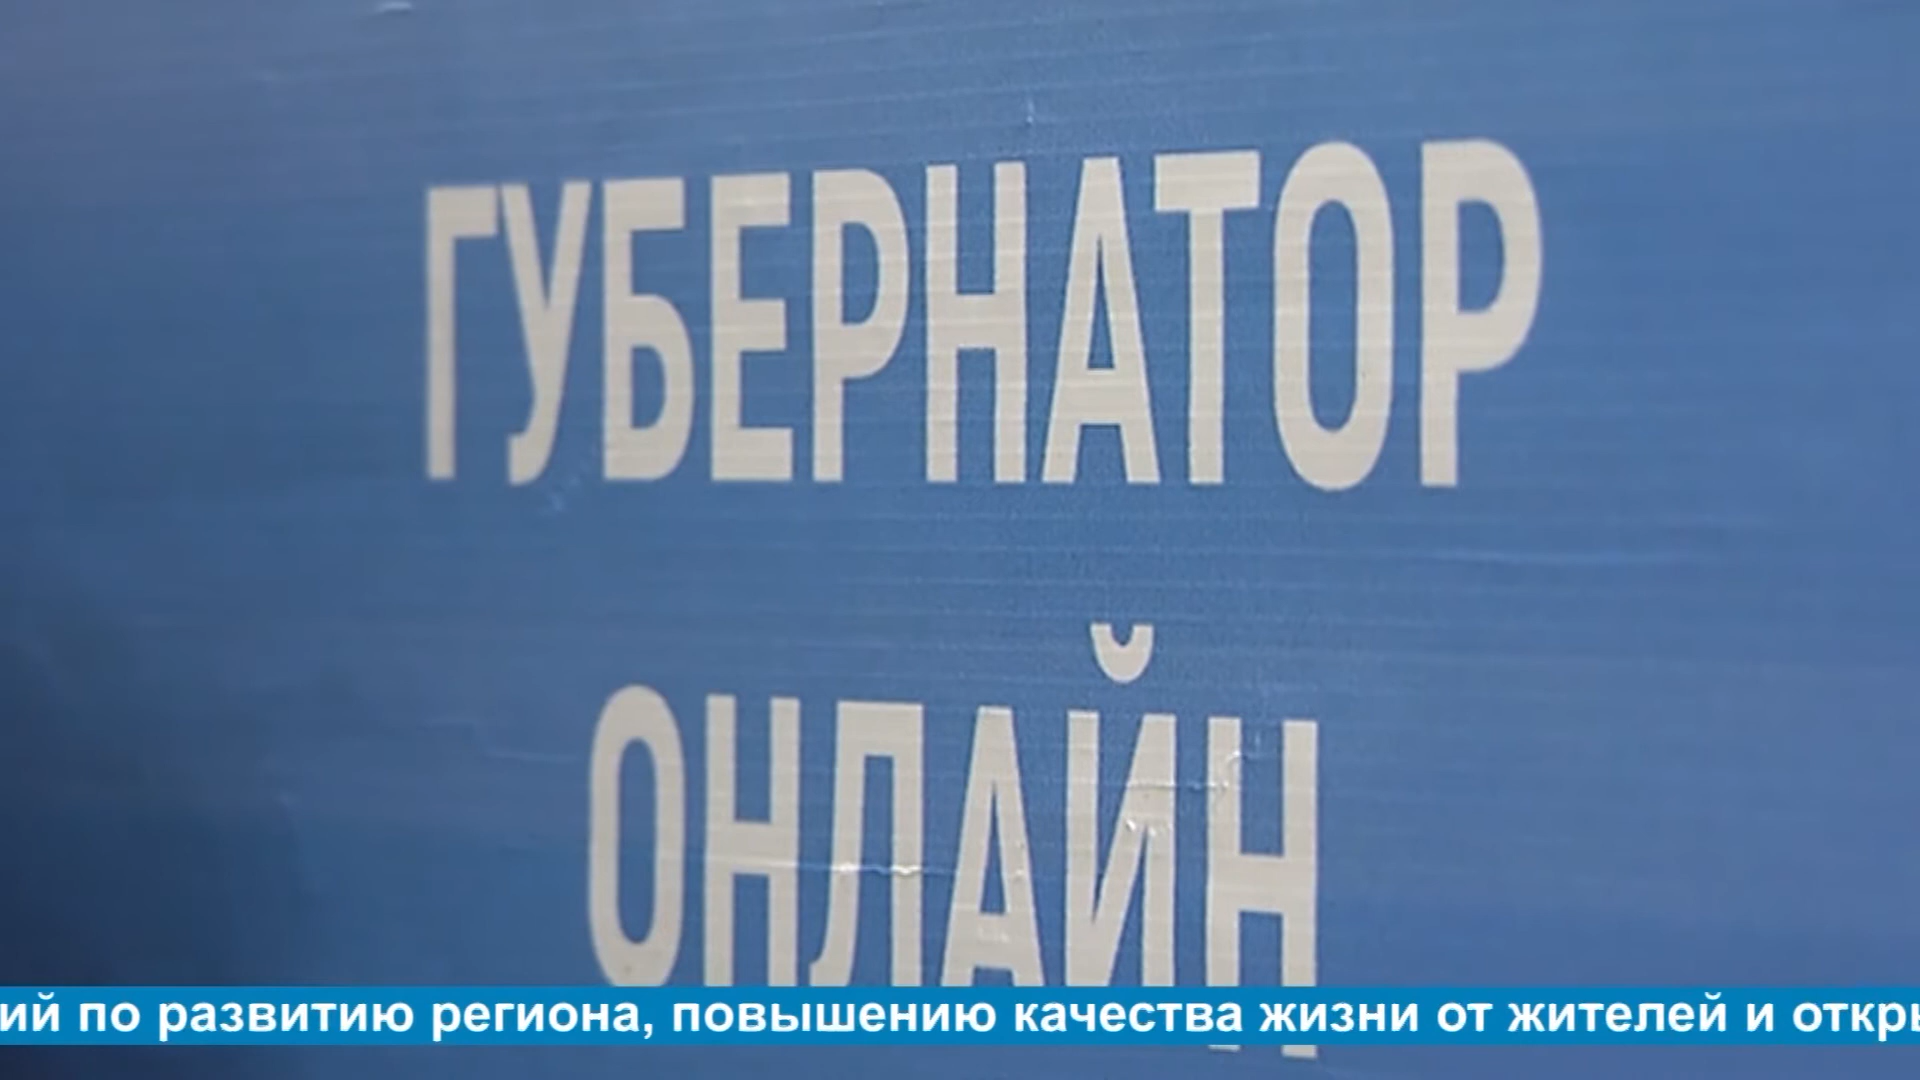 ГУБЕРНАТОР
ОНЛАЙН
ий по развитию региона, повышению качества жизни от жителей и откры